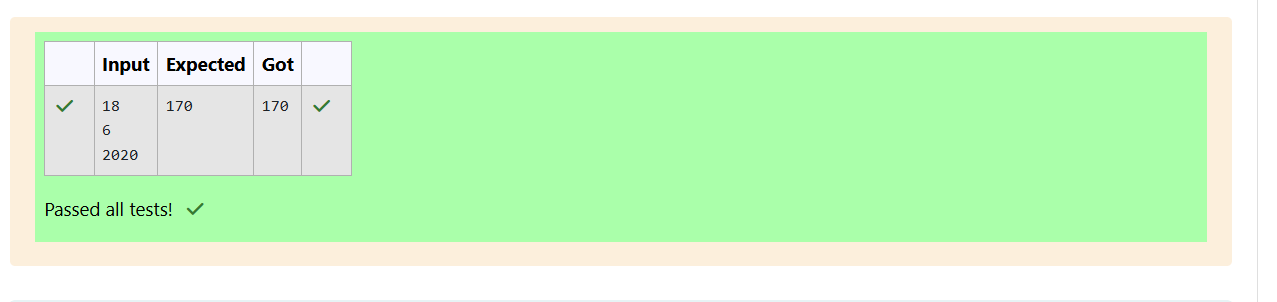 Input Expected Got
18 170 170
6
2020
Passed all tests!